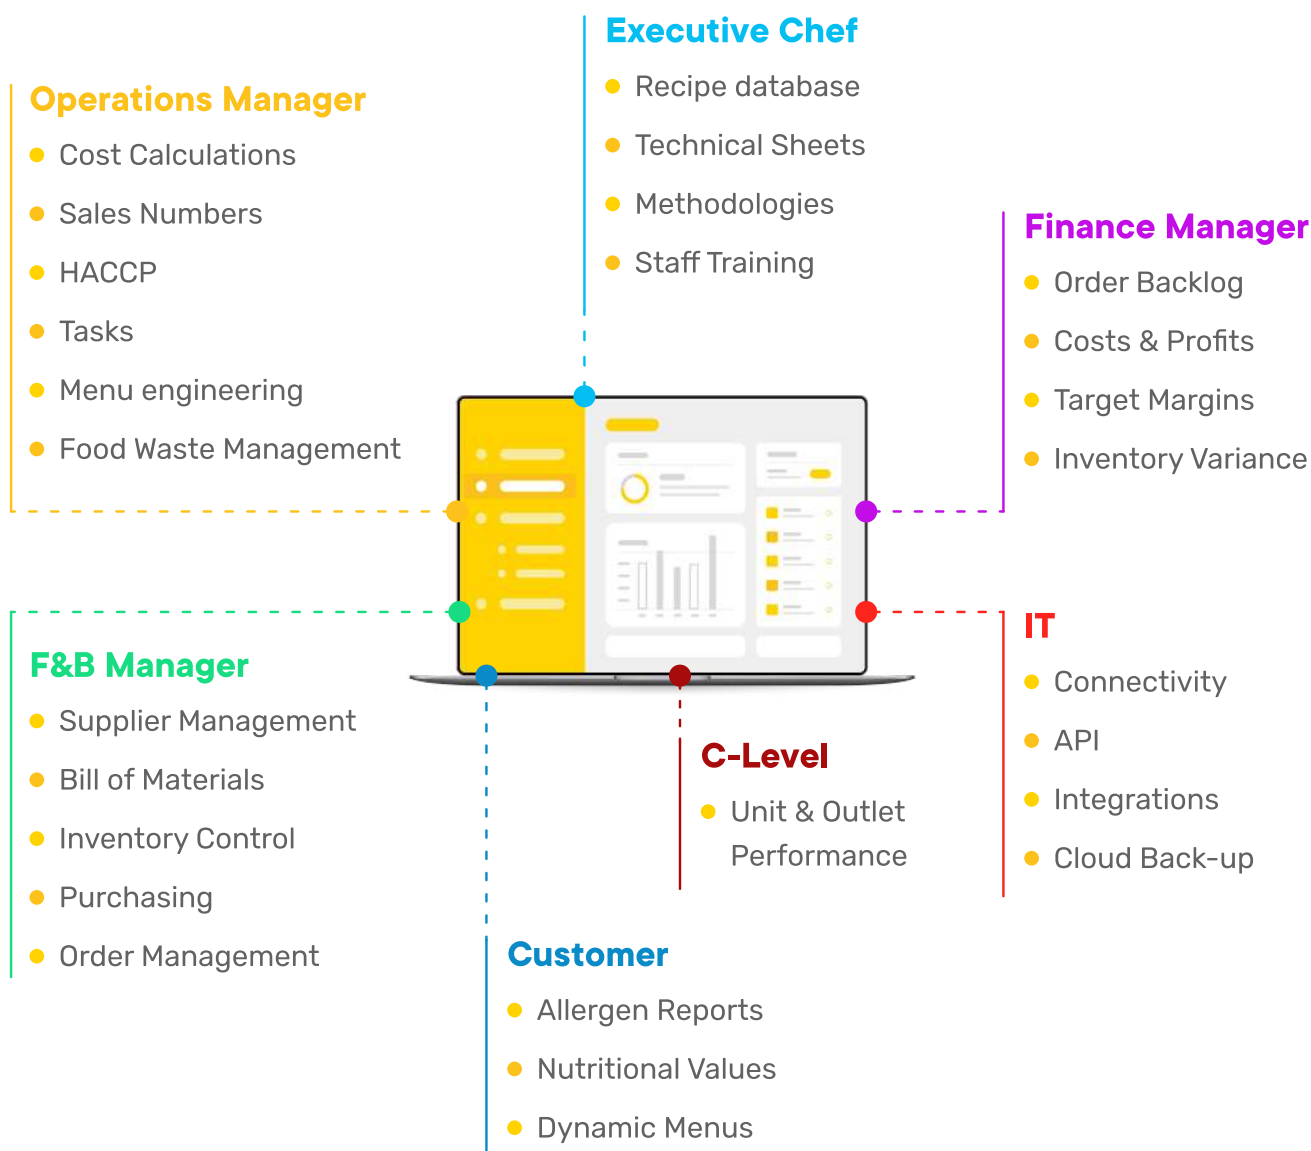 Executive Chef
Recipe database
Technical Sheets
Methodologies
Staff Training
Operations Manager
Cost Calculations
Sales Numbers
HACCP
Tasks
Menu engineering
Food Waste Management
Finance Manager
Order Backlog
Costs & Profits
Target Margins
Inventory Variance
F&B Manager
Supplier Management
Bill of Materials
Inventory Control
Purchasing
Order Management
IT
Connectivity
API
Integrations
Cloud Back-up
C-Level
Unit & Outlet
Performance
Customer
Allergen Reports
Nutritional Values
Dynamic Menus